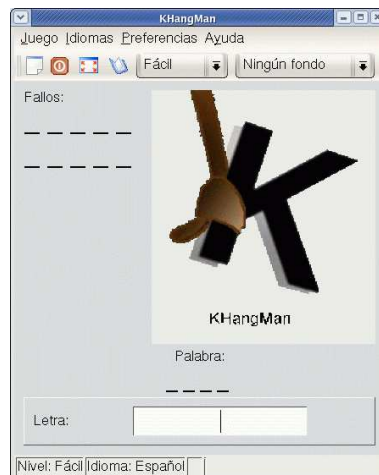 KHangMan
Juego Idiomas Preferencias Ayuda
Fácil Ningún fondo
Fallos:
_ _ _ _ _
_ _ _ _ _
K
KHangMan
Palabra:
_ _ _ _
Letra:
Nivel: Fácil Idioma: Español